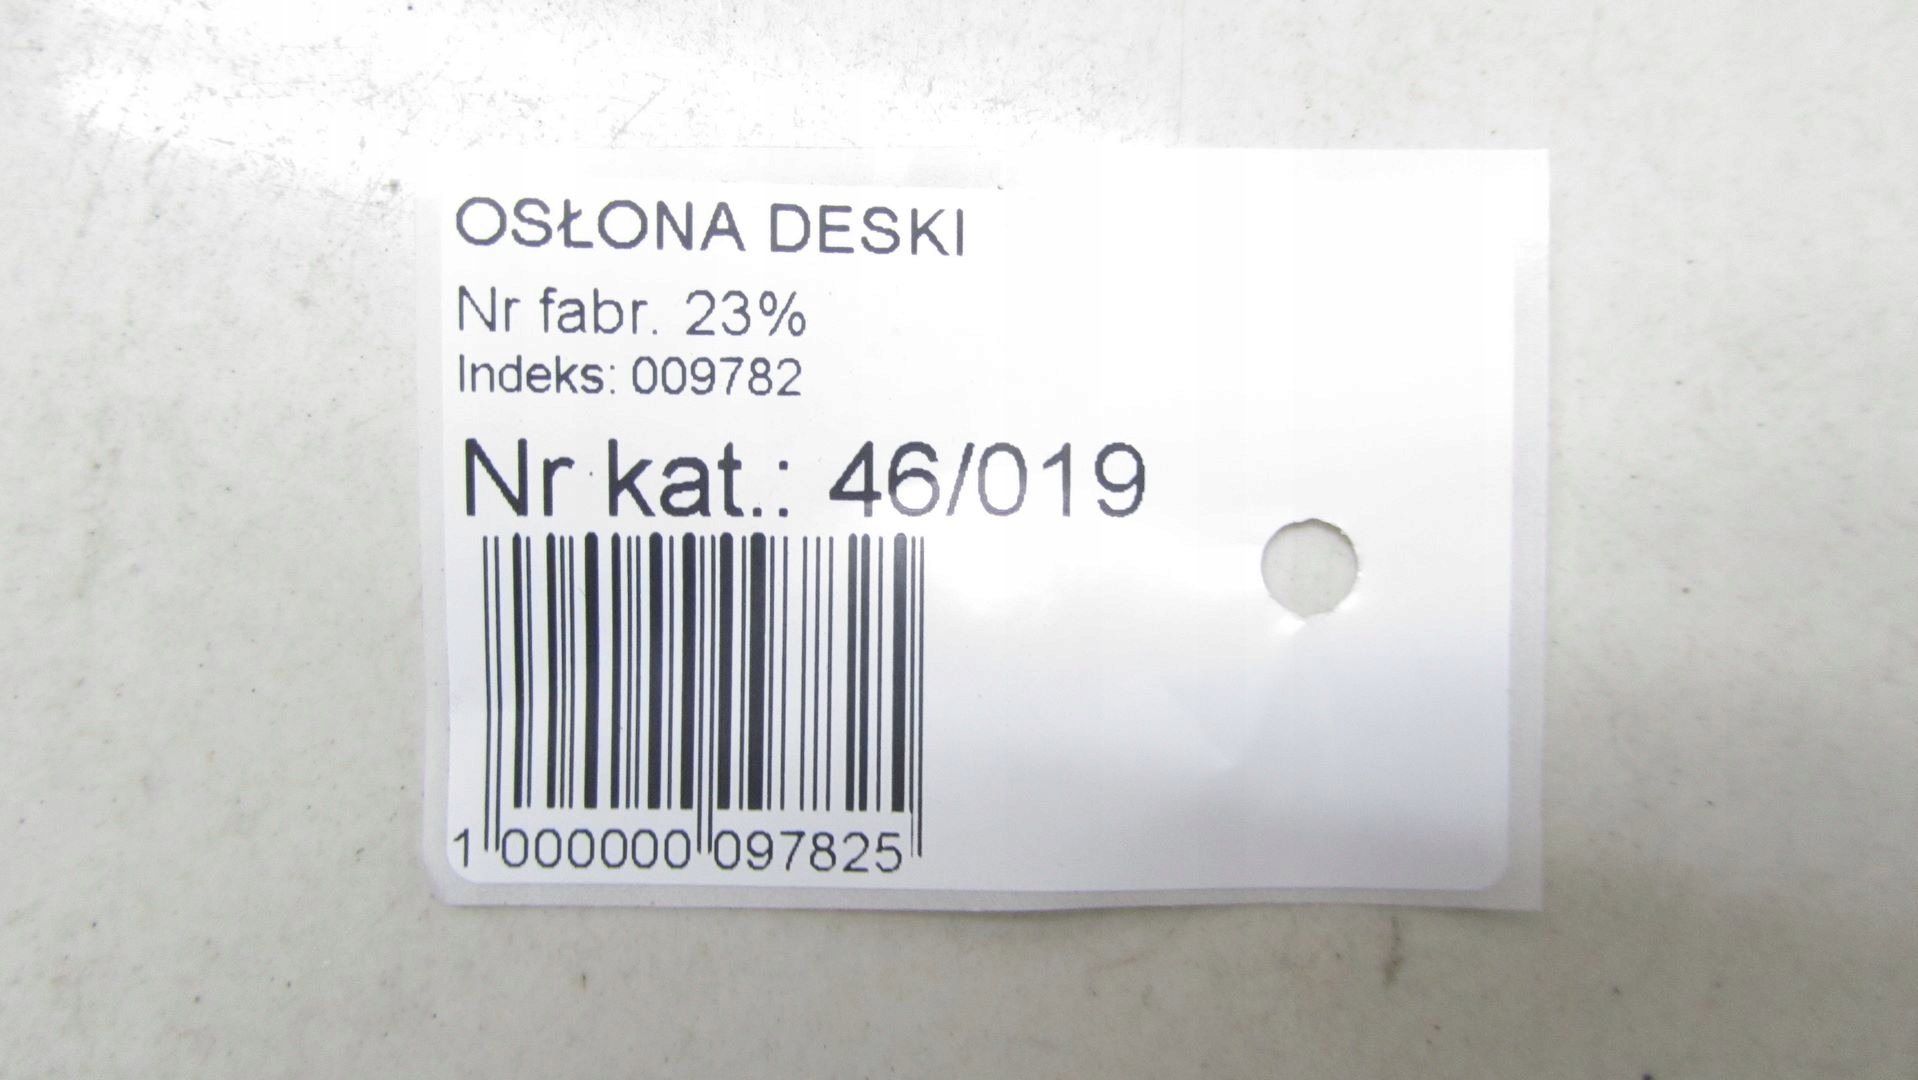 OSŁONA DESKI
Nr fabr. 23%
Indeks: 009782
Nr kat.: 46/019
1 000000 097825